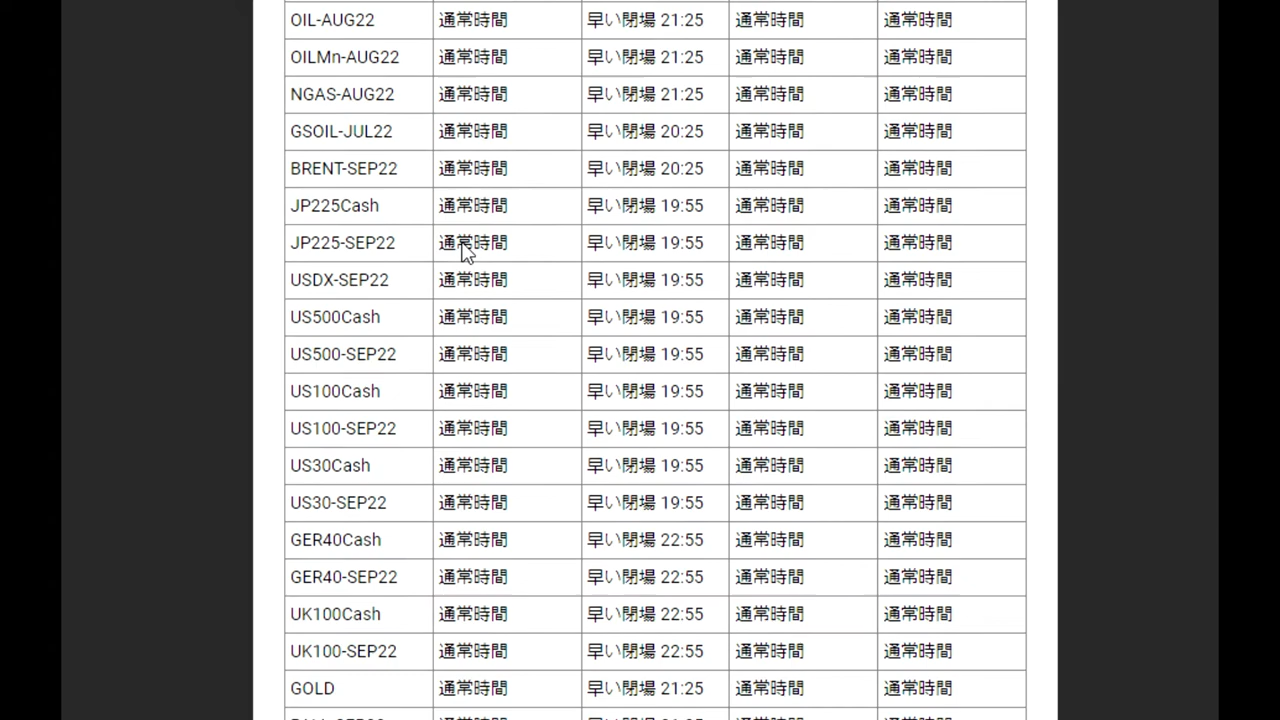 OIL-AUG22 通常時間 早い閉場 21:25 通常時間 通常時間
OILMn-AUG22 通常時間 早い閉場 21:25 通常時間 通常時間
NGAS-AUG22 通常時間 早い閉場 21:25 通常時間 通常時間
GSOIL-JUL22 通常時間 早い閉場 20:25 通常時間 通常時間
BRENT-SEP22 通常時間 早い閉場 20:25 通常時間 通常時間
JP225Cash 通常時間 早い閉場 19:55 通常時間 通常時間
JP225-SEP22 通常時間 早い閉場 19:55 通常時間 通常時間
USDX-SEP22 通常時間 早い閉場 19:55 通常時間 通常時間
US500Cash 通常時間 早い閉場 19:55 通常時間 通常時間
US500-SEP22 通常時間 早い閉場 19:55 通常時間 通常時間
US100Cash 通常時間 早い閉場 19:55 通常時間 通常時間
US100-SEP22 通常時間 早い閉場 19:55 通常時間 通常時間
US30Cash 通常時間 早い閉場 19:55 通常時間 通常時間
US30-SEP22 通常時間 早い閉場 19:55 通常時間 通常時間
GER40Cash 通常時間 早い閉場 22:55 通常時間 通常時間
GER40-SEP22 通常時間 早い閉場 22:55 通常時間 通常時間
UK100Cash 通常時間 早い閉場 22:55 通常時間 通常時間
UK100-SEP22 通常時間 早い閉場 22:55 通常時間 通常時間
GOLD 通常時間 早い閉場 21:25 通常時間 通常時間